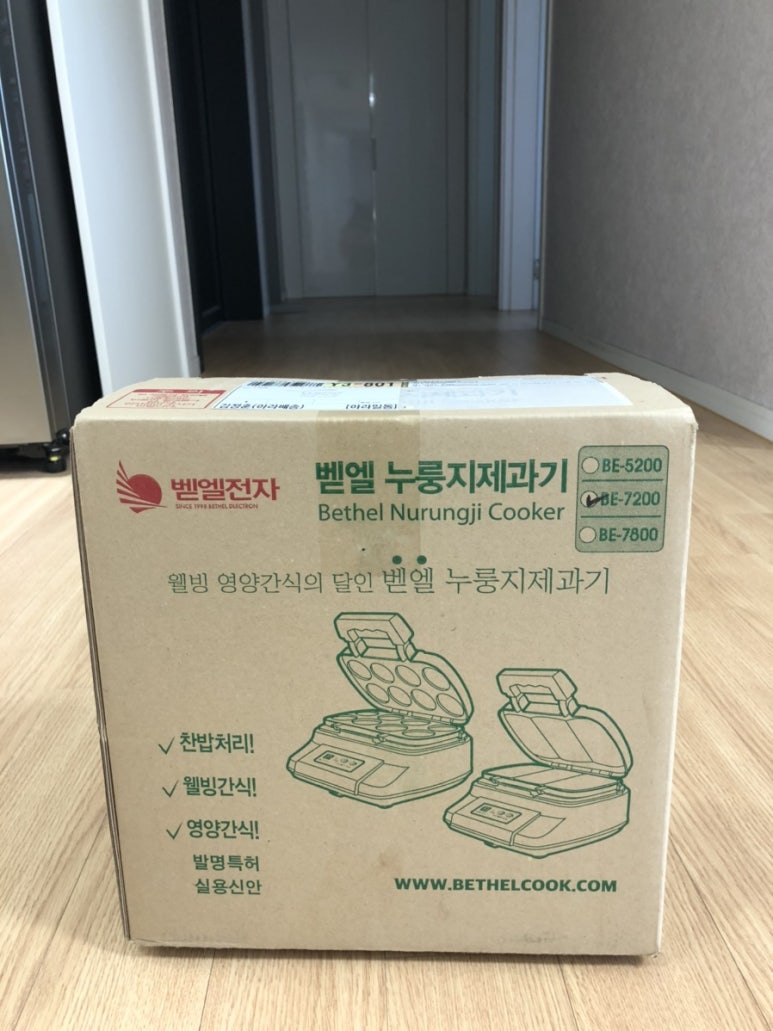 YJ-801
벧엘전자
SINCE 1998 BETHEL ELECTRON
벧엘 누룽지제과기
Bethel Nurungji Cooker
BE-5200
BE-7200
BE-7800
웰빙 영양간식의 달인 벧엘 누룽지제과기
찬밥처리!
웰빙간식!
영양간식!
발명특허
실용신안
WWW.BETHELCOOK.COM